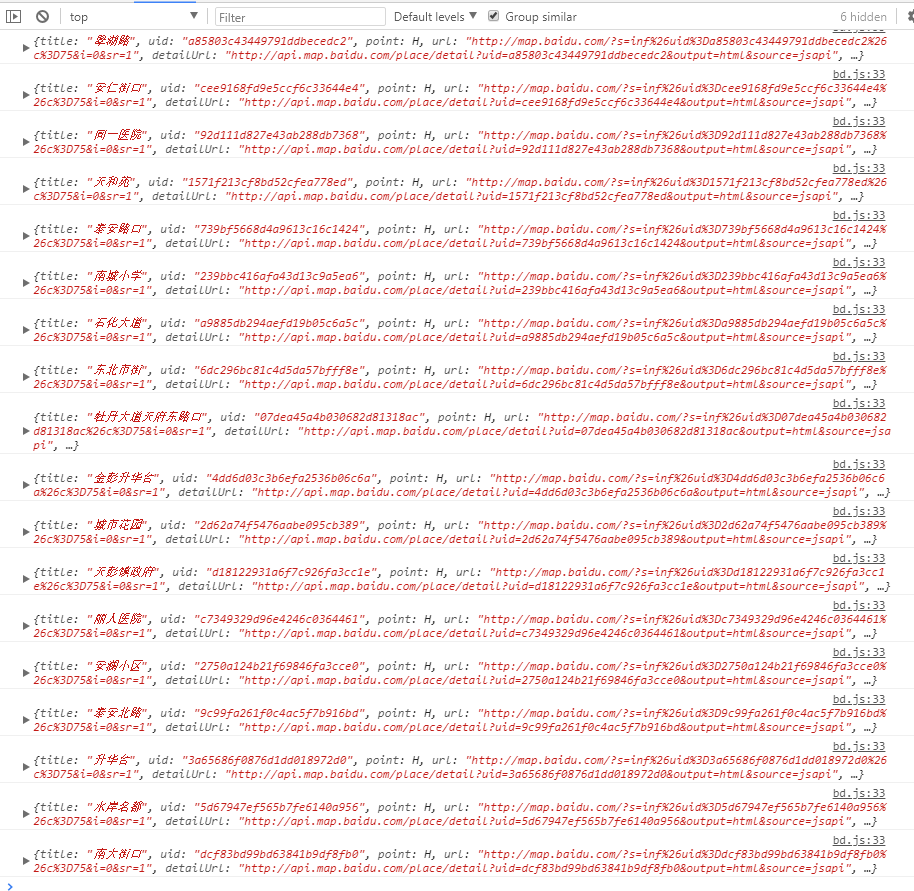 top Filter Default levels Group similar 6 hidden
bd.js:33
{title: "翠湖路", uid: "a85803c43449791ddbecedc2", point: H, url: "http://map.baidu.com/?s=inf%26uid%3Da85803c43449791ddbecedc2%26
c%3D75&i=0&sr=1", detailUrl: "http://api.map.baidu.com/place/detail?uid=a85803c43449791ddbecedc2&output=html&source=jsapi", …}
bd.js:33
{title: "安仁街口", uid: "cee9168fd9e5ccf6c33644e4", point: H, url: "http://map.baidu.com/?s=inf%26uid%3Dcee9168fd9e5ccf6c33644e4%
26c%3D75&i=0&sr=1", detailUrl: "http://api.map.baidu.com/place/detail?uid=cee9168fd9e5ccf6c33644e4&output=html&source=jsapi", …}
bd.js:33
{title: "同一医院", uid: "92d111d827e43ab288db7368", point: H, url: "http://map.baidu.com/?s=inf%26uid%3D92d111d827e43ab288db7368%
26c%3D75&i=0&sr=1", detailUrl: "http://api.map.baidu.com/place/detail?uid=92d111d827e43ab288db7368&output=html&source=jsapi", …}
bd.js:33
{title: "天和苑", uid: "1571f213cf8bd52cfea778ed", point: H, url: "http://map.baidu.com/?s=inf%26uid%3D1571f213cf8bd52cfea778ed%26
c%3D75&i=0&sr=1", detailUrl: "http://api.map.baidu.com/place/detail?uid=1571f213cf8bd52cfea778ed&output=html&source=jsapi", …}
bd.js:33
{title: "泰安路口", uid: "739bf5668d4a9613c16c1424", point: H, url: "http://map.baidu.com/?s=inf%26uid%3D739bf5668d4a9613c16c1424%
26c%3D75&i=0&sr=1", detailUrl: "http://api.map.baidu.com/place/detail?uid=739bf5668d4a9613c16c1424&output=html&source=jsapi", …}
bd.js:33
{title: "南城小学", uid: "239bbc416afa43d13c9a5ea6", point: H, url: "http://map.baidu.com/?s=inf%26uid%3D239bbc416afa43d13c9a5ea6%
26c%3D75&i=0&sr=1", detailUrl: "http://api.map.baidu.com/place/detail?uid=239bbc416afa43d13c9a5ea6&output=html&source=jsapi", …}
bd.js:33
{title: "石化大道", uid: "a9885db294aefd19b05c6a5c", point: H, url: "http://map.baidu.com/?s=inf%26uid%3Da9885db294aefd19b05c6a5c%
26c%3D75&i=0&sr=1", detailUrl: "http://api.map.baidu.com/place/detail?uid=a9885db294aefd19b05c6a5c&output=html&source=jsapi", …}
bd.js:33
{title: "东北市街", uid: "6dc296bc81c4d5da57bfff8e", point: H, url: "http://map.baidu.com/?s=inf%26uid%3D6dc296bc81c4d5da57bfff8e%
26c%3D75&i=0&sr=1", detailUrl: "http://api.map.baidu.com/place/detail?uid=6dc296bc81c4d5da57bfff8e&output=html&source=jsapi", …}
bd.js:33
{title: "牡丹大道天府东路口", uid: "07dea45a4b030682d81318ac", point: H, url: "http://map.baidu.com/?s=inf%26uid%3D07dea45a4b030682
d81318ac%26c%3D75&i=0&sr=1", detailUrl: "http://api.map.baidu.com/place/detail?uid=07dea45a4b030682d81318ac&output=html&source=jsa
pi", …}
bd.js:33
{title: "金彭升华台", uid: "4dd6d03c3b6efa2536b06c6a", point: H, url: "http://map.baidu.com/?s=inf%26uid%3D4dd6d03c3b6efa2536b06c6
a%26c%3D75&i=0&sr=1", detailUrl: "http://api.map.baidu.com/place/detail?uid=4dd6d03c3b6efa2536b06c6a&output=html&source=jsapi", …}
bd.js:33
{title: "城市花园", uid: "2d62a74f5476aabe095cb389", point: H, url: "http://map.baidu.com/?s=inf%26uid%3D2d62a74f5476aabe095cb389%
26c%3D75&i=0&sr=1", detailUrl: "http://api.map.baidu.com/place/detail?uid=2d62a74f5476aabe095cb389&output=html&source=jsapi", …}
bd.js:33
{title: "天彭镇政府", uid: "d18122931a6f7c926fa3cc1e", point: H, url: "http://map.baidu.com/?s=inf%26uid%3Dd18122931a6f7c926fa3cc1
e%26c%3D75&i=0&sr=1", detailUrl: "http://api.map.baidu.com/place/detail?uid=d18122931a6f7c926fa3cc1e&output=html&source=jsapi", …}
bd.js:33
{title: "丽人医院", uid: "c7349329d96e4246c0364461", point: H, url: "http://map.baidu.com/?s=inf%26uid%3Dc7349329d96e4246c0364461%
26c%3D75&i=0&sr=1", detailUrl: "http://api.map.baidu.com/place/detail?uid=c7349329d96e4246c0364461&output=html&source=jsapi", …}
bd.js:33
{title: "安澜小区", uid: "2750a124b21f69846fa3cce0", point: H, url: "http://map.baidu.com/?s=inf%26uid%3D2750a124b21f69846fa3cce0%
26c%3D75&i=0&sr=1", detailUrl: "http://api.map.baidu.com/place/detail?uid=2750a124b21f69846fa3cce0&output=html&source=jsapi", …}
bd.js:33
{title: "泰安北路", uid: "9c99fa261f0c4ac5f7b916bd", point: H, url: "http://map.baidu.com/?s=inf%26uid%3D9c99fa261f0c4ac5f7b916bd%
26c%3D75&i=0&sr=1", detailUrl: "http://api.map.baidu.com/place/detail?uid=9c99fa261f0c4ac5f7b916bd&output=html&source=jsapi", …}
bd.js:33
{title: "升华台", uid: "3a65686f0876d1dd018972d0", point: H, url: "http://map.baidu.com/?s=inf%26uid%3D3a65686f0876d1dd018972d0%26
c%3D75&i=0&sr=1", detailUrl: "http://api.map.baidu.com/place/detail?uid=3a65686f0876d1dd018972d0&output=html&source=jsapi", …}
bd.js:33
{title: "水岸名都", uid: "5d67947ef565b7fe6140a956", point: H, url: "http://map.baidu.com/?s=inf%26uid%3D5d67947ef565b7fe6140a956%
26c%3D75&i=0&sr=1", detailUrl: "http://api.map.baidu.com/place/detail?uid=5d67947ef565b7fe6140a956&output=html&source=jsapi", …}
bd.js:33
{title: "南大街口", uid: "dcf83bd99bd63841b9df8fb0", point: H, url: "http://map.baidu.com/?s=inf%26uid%3Ddcf83bd99bd63841b9df8fb0%
26c%3D75&i=0&sr=1", detailUrl: "http://api.map.baidu.com/place/detail?uid=dcf83bd99bd63841b9df8fb0&output=html&source=jsapi", …}